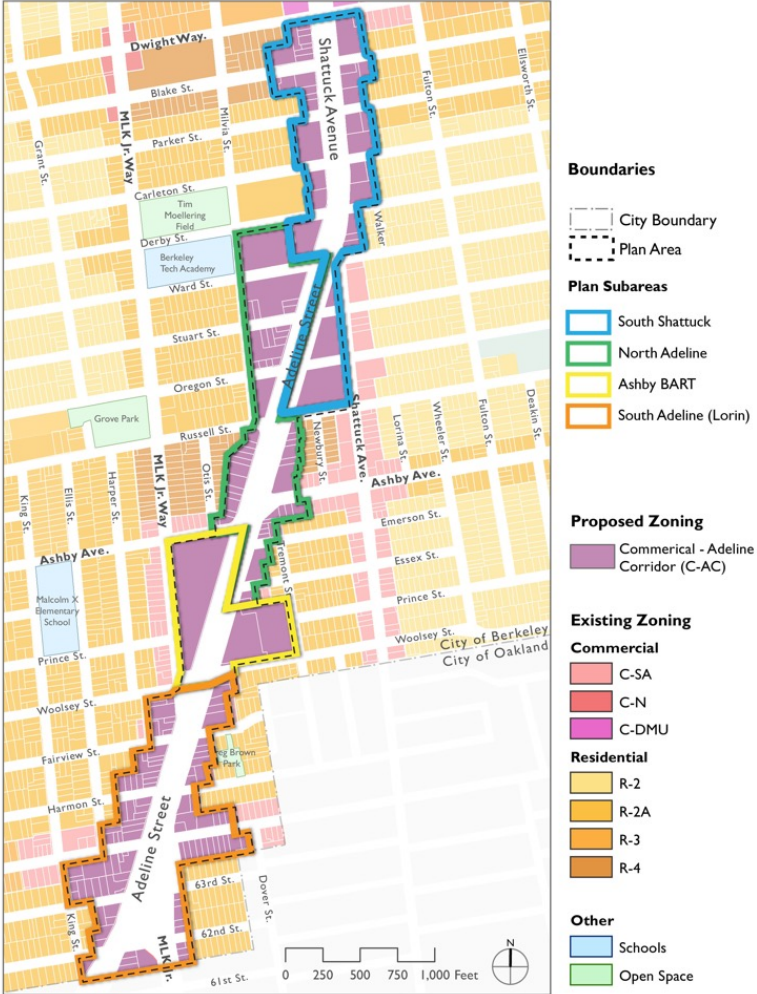 Dwight Way.
Shattuck Avenue
Blake St.
Fulton St.
Ellsworth St.
MLK Jr. Way
Milvia St.
Parker St.
Grant St.
Carleton St.
Tim
Moellering
Field
Derby St.
Walker
Berkeley
Tech Academy
Ward St.
Adeline Street
Stuart St.
Oregon St.
Grove Park
Russell St.
Newbury St.
Shattuck Ave.
Lorina St.
Wheeler St.
Fulton St.
Deakin St.
King St.
Ellis St.
Harper St.
MLK Jr. Way
Otis St.
Ashby Ave.
Emerson St.
Ashby Ave.
Tremont St.
Essex St.
Malcolm X
Elementary
School
Prince St.
Woolsey St.
City of Berkeley
City of Oakland
Prince St.
Woolsey St.
Fairview St.
eg Brown
Park
Harmon St.
Adeline Street
63rd St.
King St.
Dover St.
62nd St.
MLK Jr.
61st St.
N
0 250 500 750 1,000 Feet
Boundaries
City Boundary
Plan Area
Plan Subareas
South Shattuck
North Adeline
Ashby BART
South Adeline (Lorin)
Proposed Zoning
Commerical - Adeline
Corridor (C-AC)
Existing Zoning
Commercial
C-SA
C-N
C-DMU
Residential
R-2
R-2A
R-3
R-4
Other
Schools
Open Space